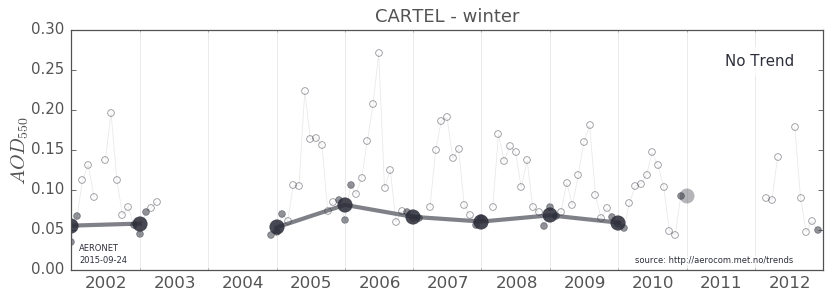 CARTEL - winter
0.30
0.25
0.20
0.15
0.10
0.05
0.00
AOD550
No Trend
AERONET
2015-09-24
source: http://aerocom.met.no/trends
2002 2003 2004 2005 2006 2007 2008 2009 2010 2011 2012